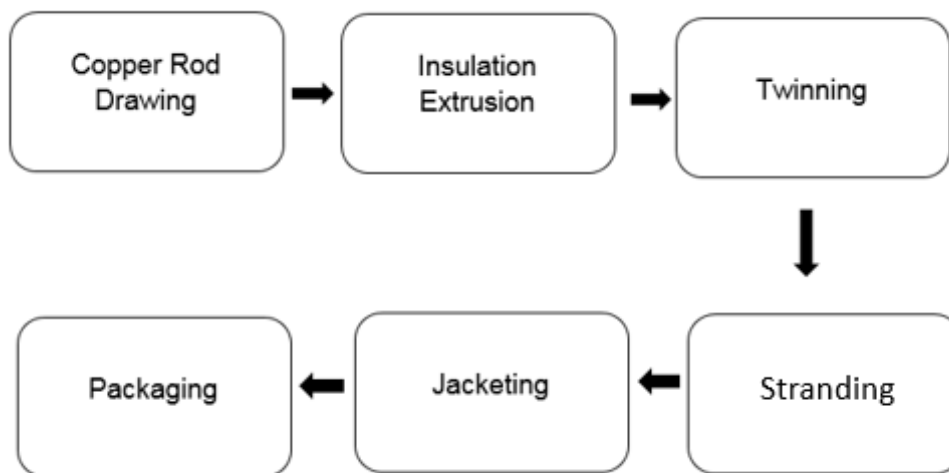 Copper Rod
Drawing
Insulation
Extrusion
Twinning
Stranding
Jacketing
Packaging